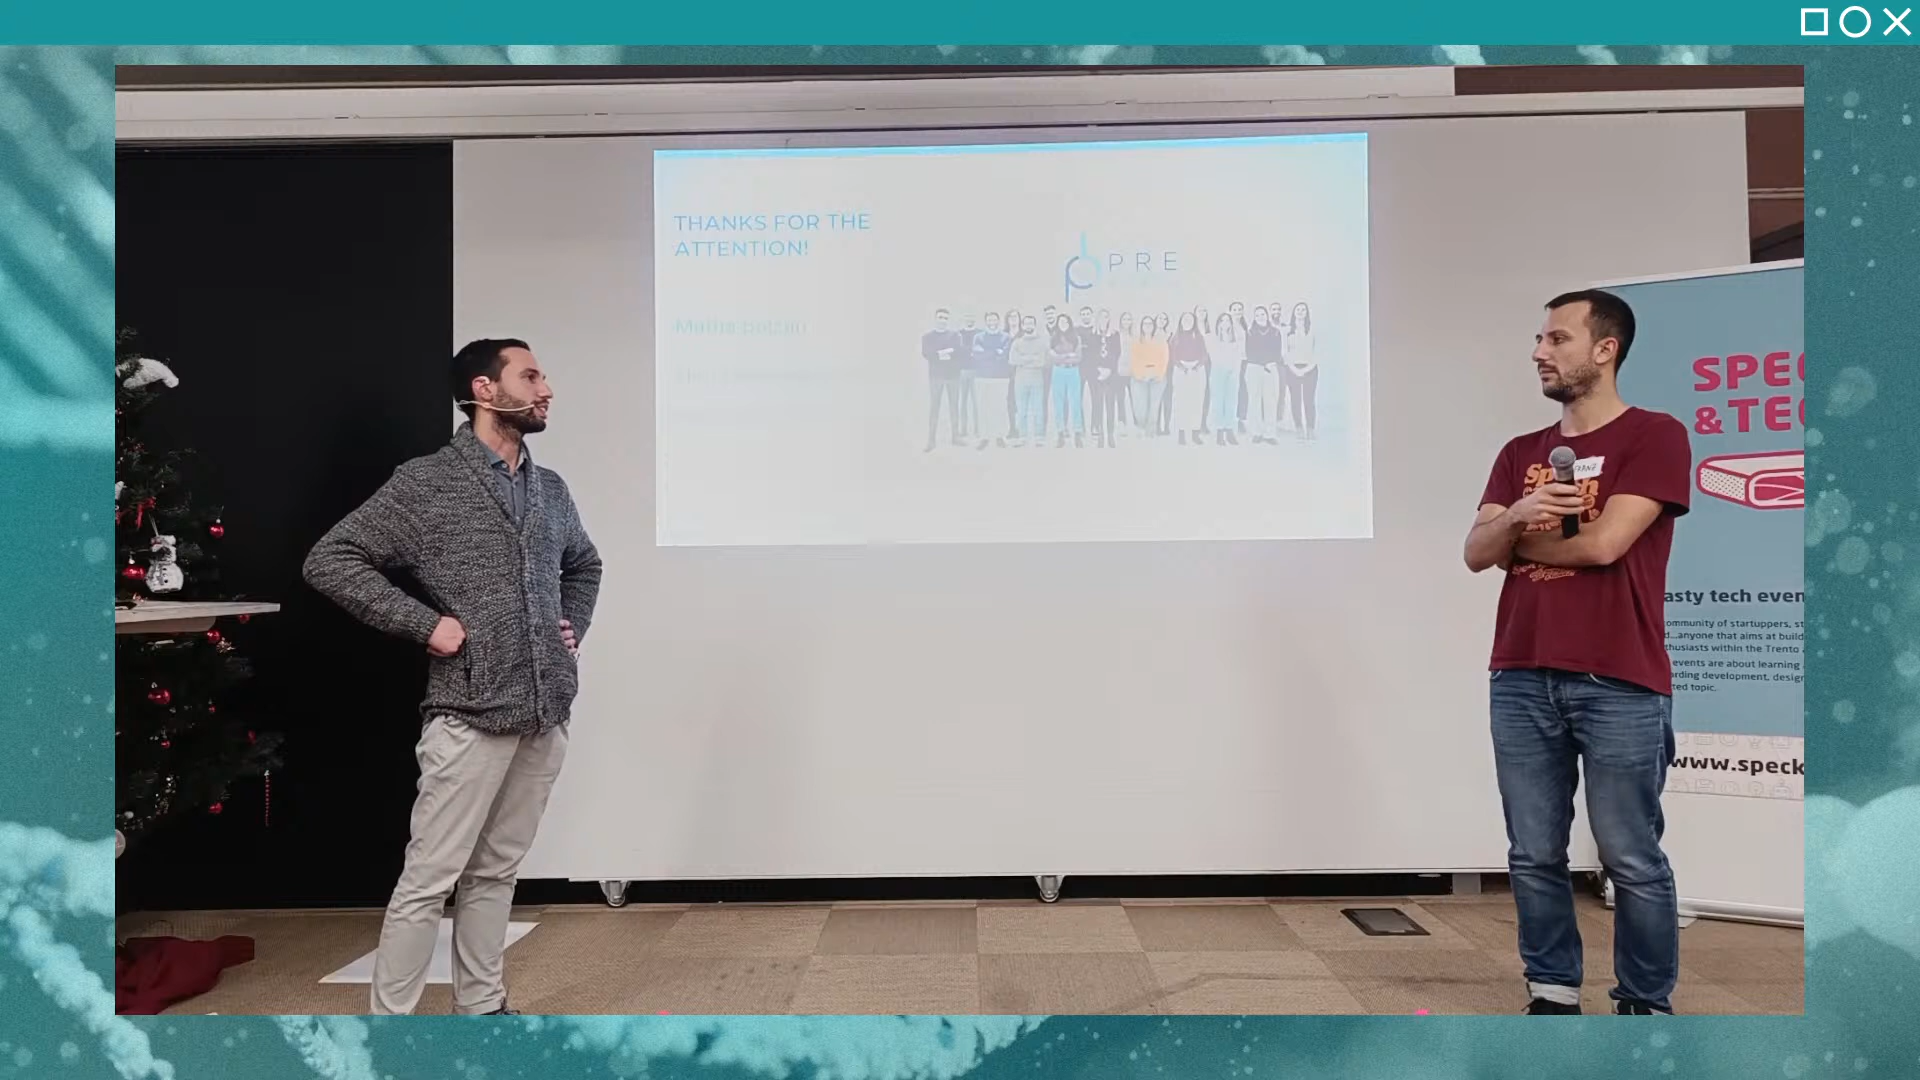 THANKS FOR THE
ATTENTION!
PRE
SPEC
&TEC
asty tech even
ommunity of startuppers, st
d...anyone that aims at build
thusiasts within the Trento
events are about learning
arding development, design
ted topic.
www.speck